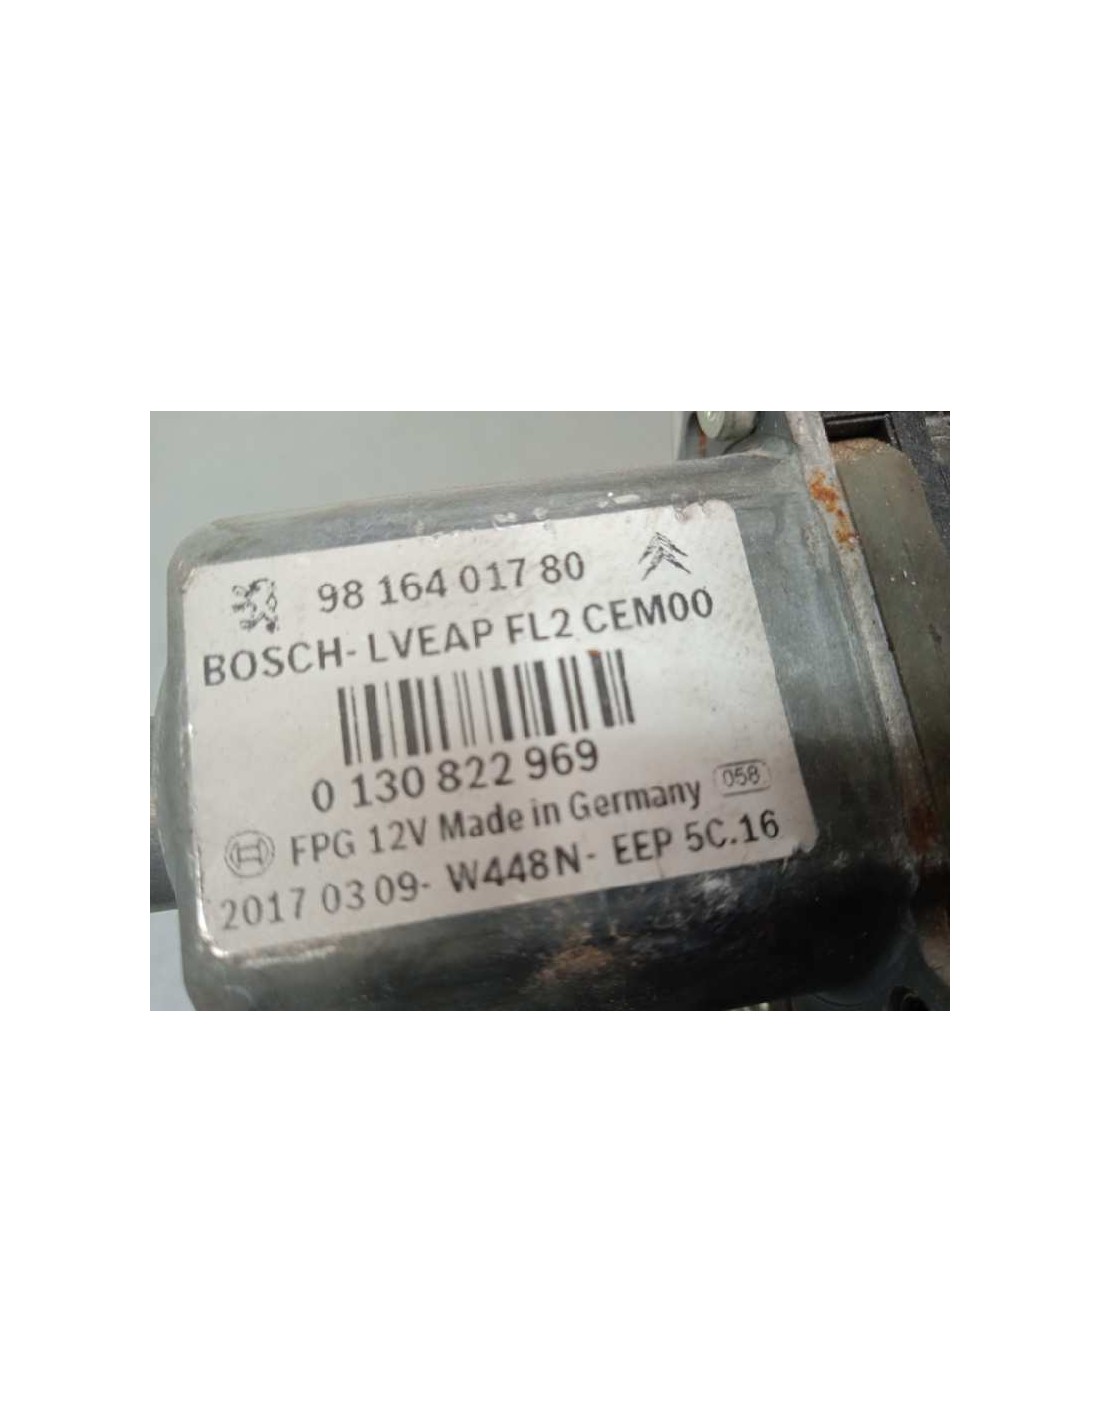 98 164 017 80
BOSCH-LVEAP FL2 CEM00
0 130 822 969
FPG 12V Made in Germany 058
2017 03 09- W448N- EEP 5C.16